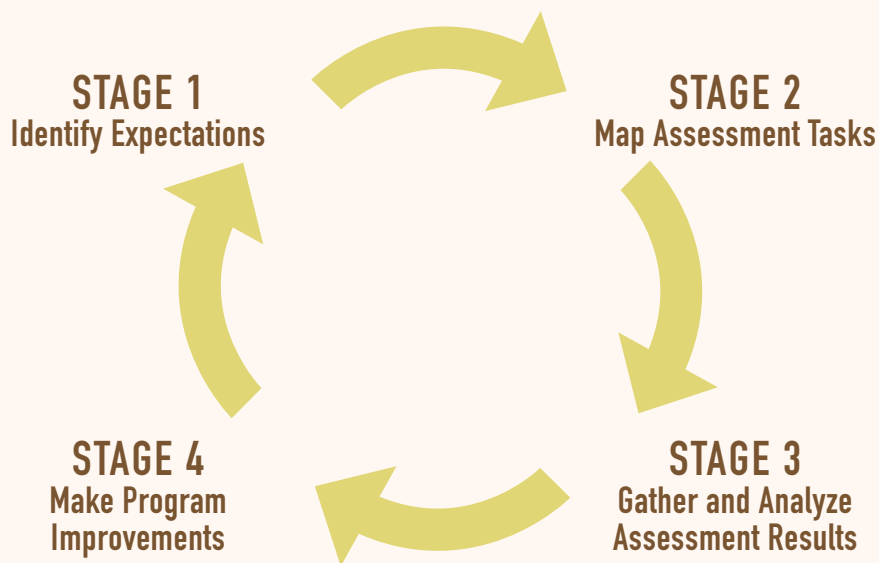 STAGE 1
Identify Expectations
STAGE 2
Map Assessment Tasks
STAGE 3
Gather and Analyze
Assessment Results
STAGE 4
Make Program
Improvements